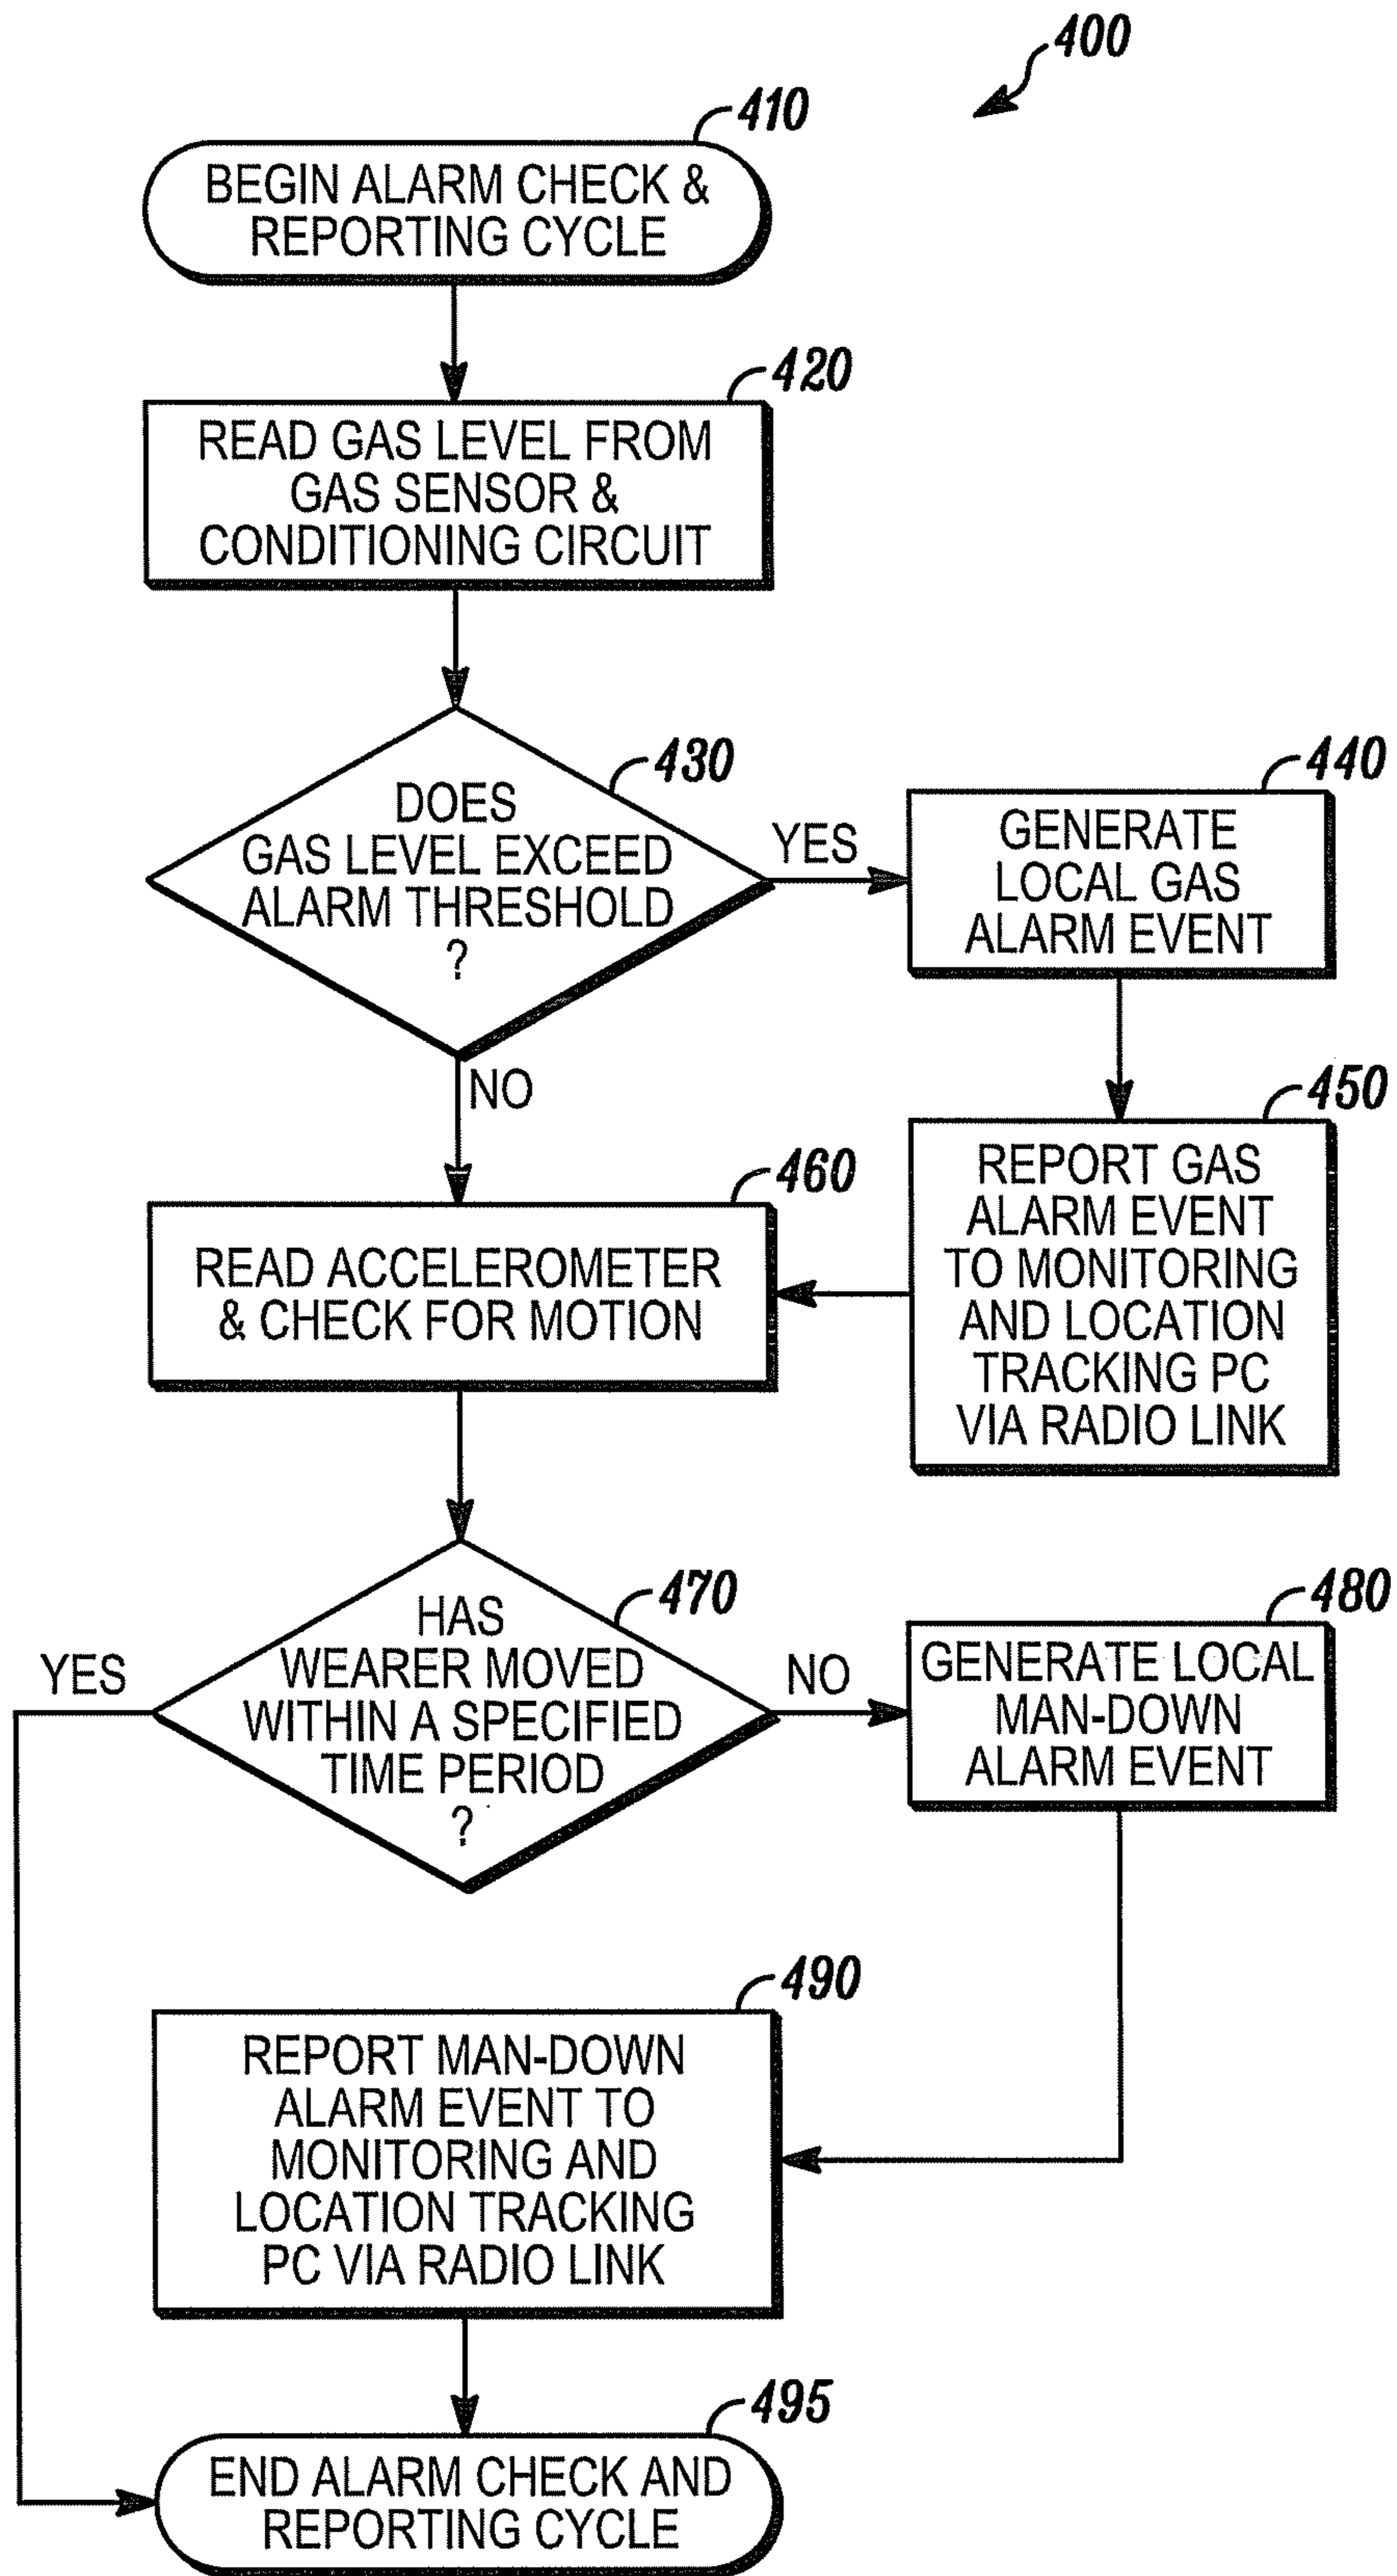 400
410
BEGIN ALARM CHECK &
REPORTING CYCLE
420
READ GAS LEVEL FROM
GAS SENSOR &
CONDITIONING CIRCUIT
430
DOES
GAS LEVEL EXCEED
ALARM THRESHOLD
?
YES
NO
440
GENERATE
LOCAL GAS
ALARM EVENT
450
REPORT GAS
ALARM EVENT
TO MONITORING
AND LOCATION
TRACKING PC
VIA RADIO LINK
460
READ ACCELEROMETER
& CHECK FOR MOTION
470
HAS
WEARER MOVED
WITHIN A SPECIFIED
TIME PERIOD
?
YES
NO
480
GENERATE LOCAL
MAN-DOWN
ALARM EVENT
490
REPORT MAN-DOWN
ALARM EVENT TO
MONITORING AND
LOCATION TRACKING
PC VIA RADIO LINK
495
END ALARM CHECK AND
REPORTING CYCLE